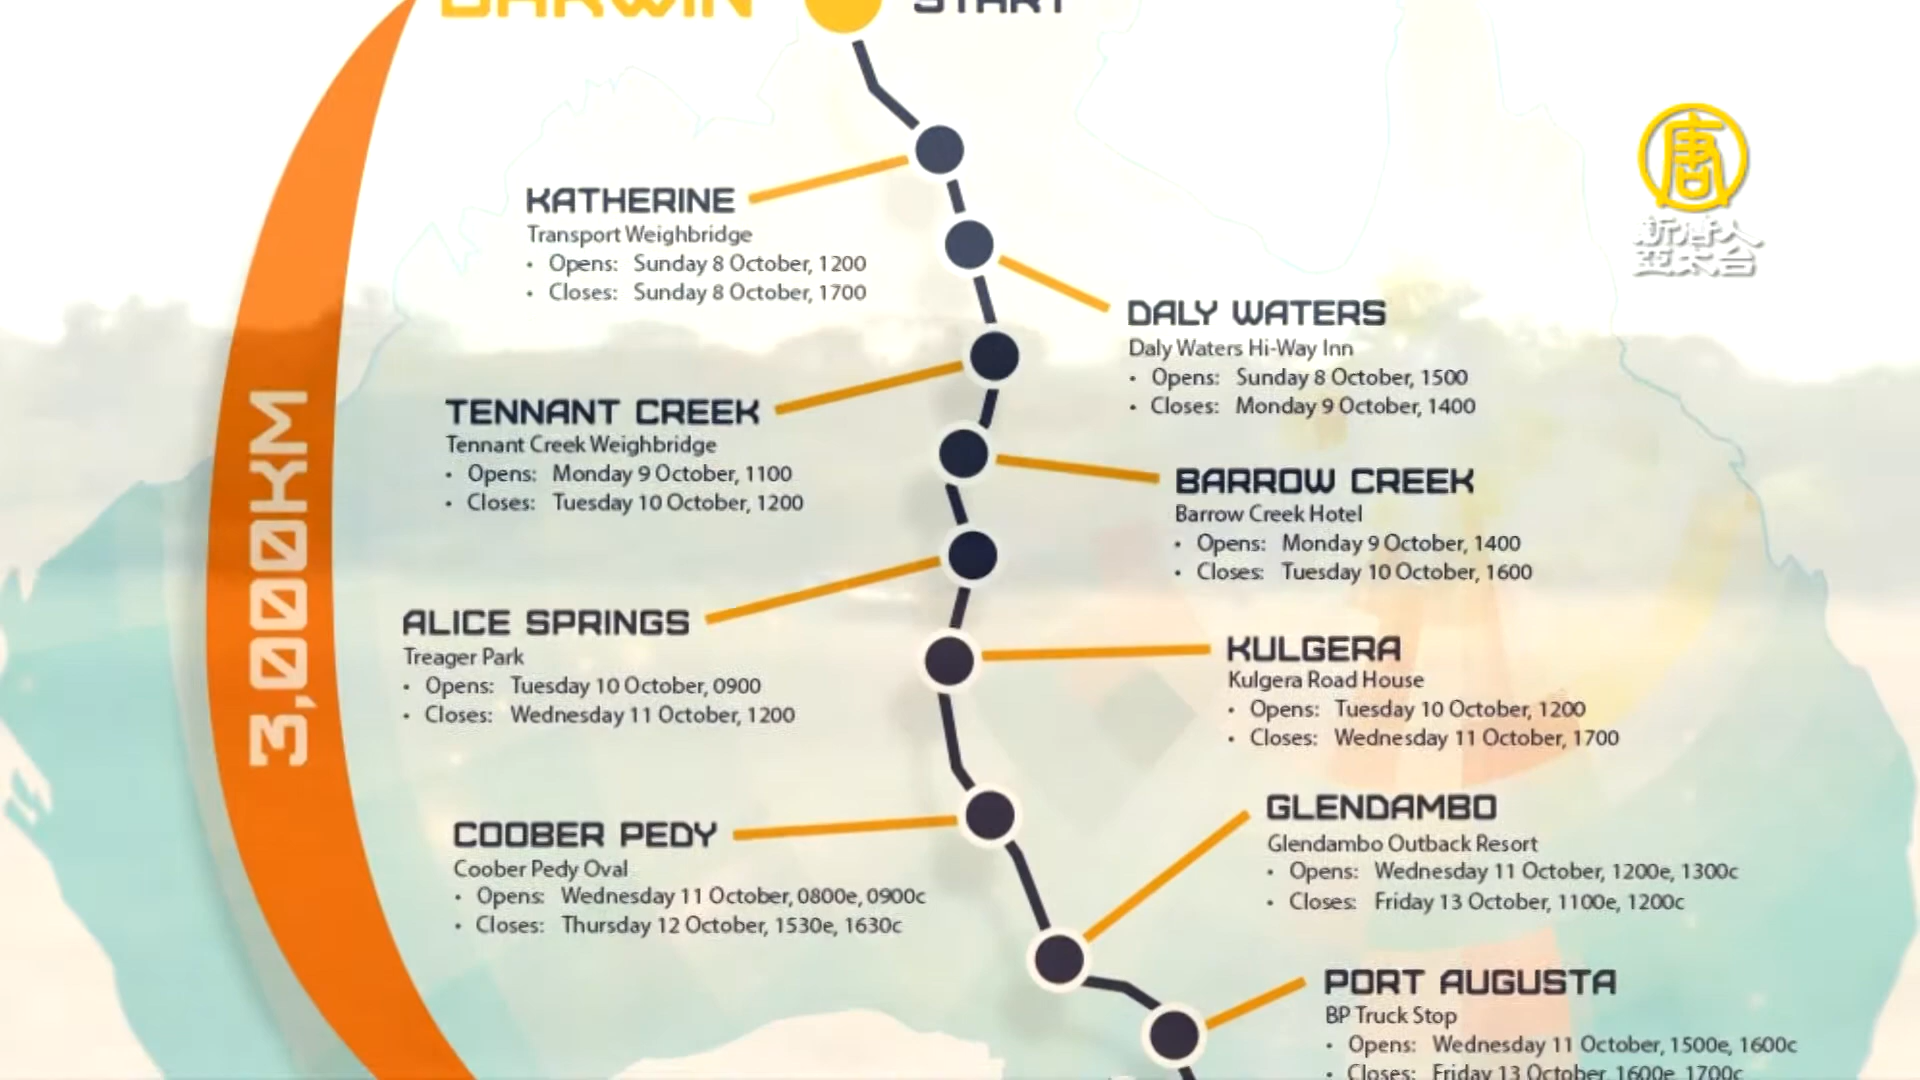 DARWIN
START
KATHERINE
Transport Weighbridge
• Opens: Sunday 8 October, 1200
• Closes: Sunday 8 October, 1700
DALY WATERS
Daly Waters Hi-Way Inn
• Opens: Sunday 8 October, 1500
• Closes: Monday 9 October, 1400
TENNANT CREEK
Tennant Creek Weighbridge
• Opens: Monday 9 October, 1100
• Closes: Tuesday 10 October, 1200
BARROW CREEK
Barrow Creek Hotel
• Opens: Monday 9 October, 1400
• Closes: Tuesday 10 October, 1600
ALICE SPRINGS
Treager Park
• Opens: Tuesday 10 October, 0900
• Closes: Wednesday 11 October, 1200
KULGERA
Kulgera Road House
• Opens: Tuesday 10 October, 1200
• Closes: Wednesday 11 October, 1700
COOBER PEDY
Coober Pedy Oval
• Opens: Wednesday 11 October, 0800e, 0900c
• Closes: Thursday 12 October, 1530e, 1630c
GLENDAMBO
Glendambo Outback Resort
• Opens: Wednesday 11 October, 1200e, 1300c
• Closes: Friday 13 October, 1100e, 1200c
PORT AUGUSTA
BP Truck Stop
• Opens: Wednesday 11 October, 1500e, 1600c
• Closes: Friday 13 October, 1600e, 1700c
3,000KM
唐
新唐人
亞太台